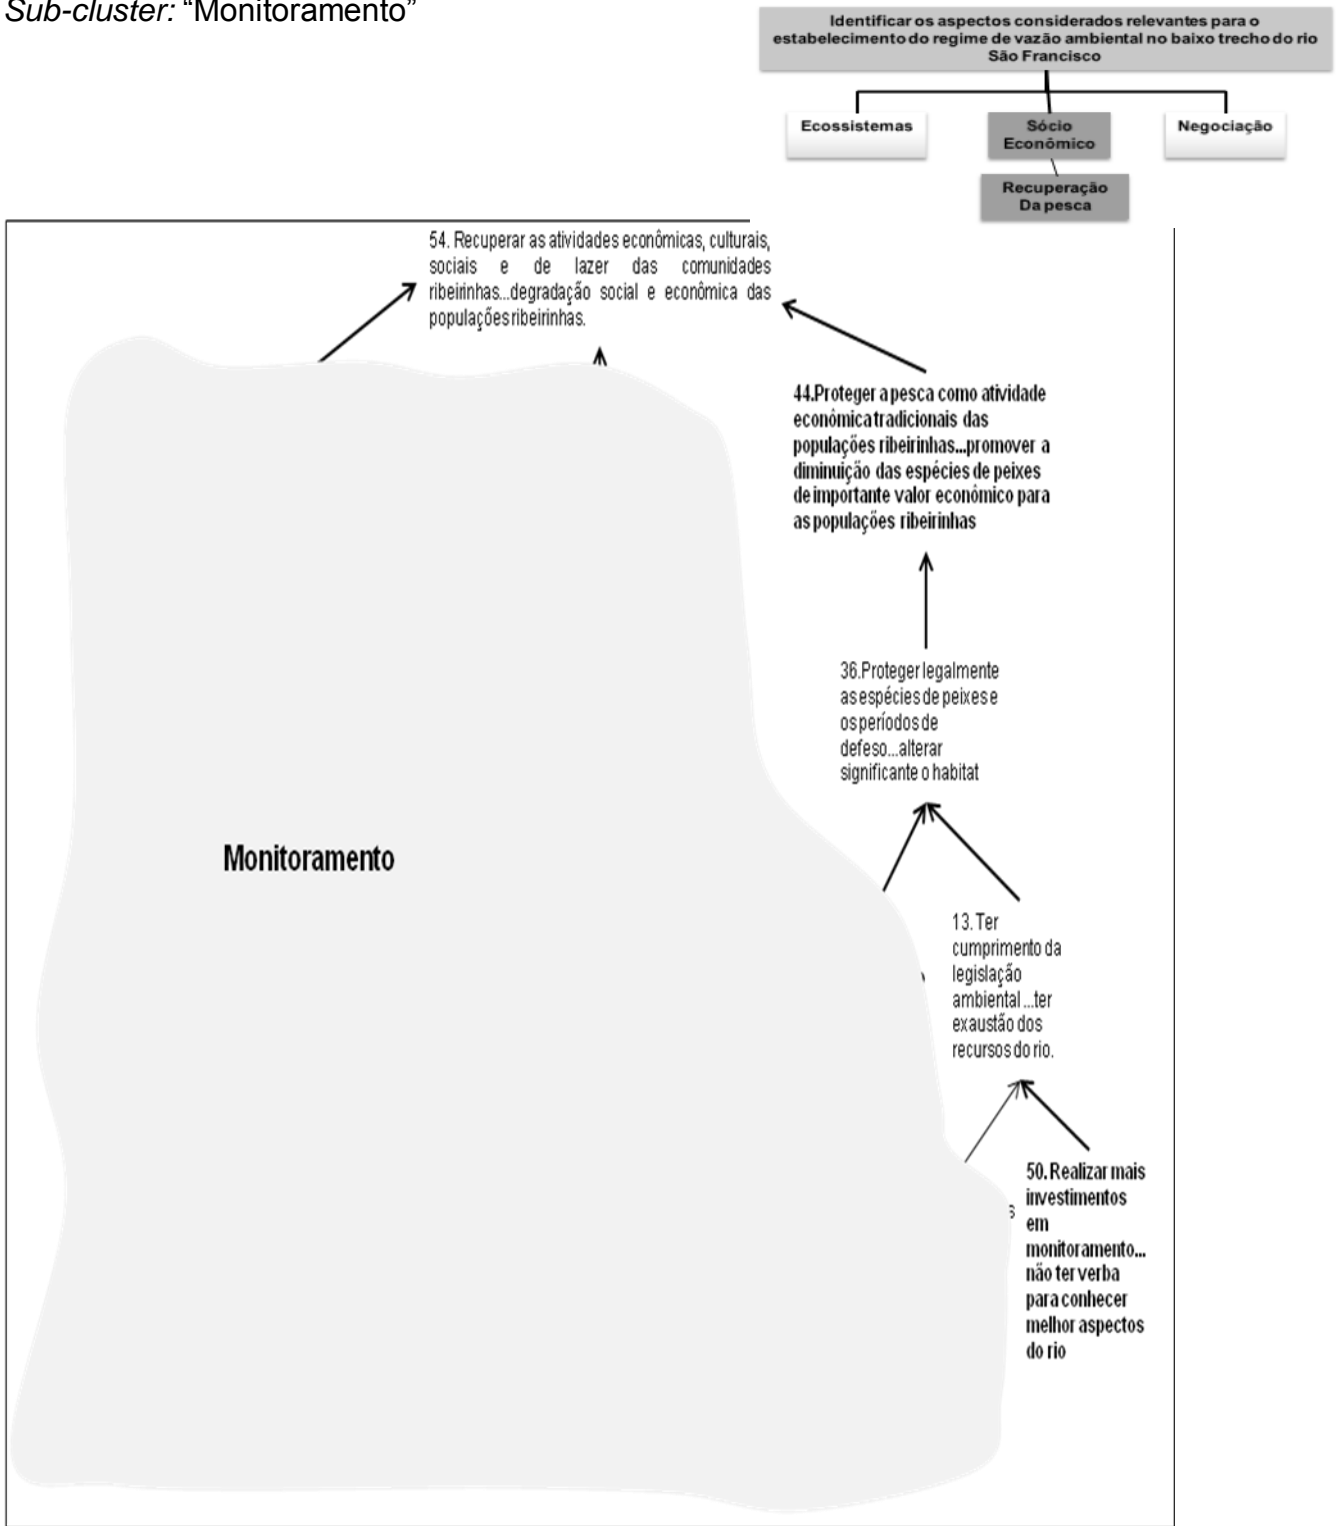 Sub-cluster: “Monitoramento”
Identificar os aspectos considerados relevantes para o
estabelecimento do regime de vazão ambiental no baixo trecho do rio
São Francisco
Ecossistemas
Sócio
Econômico
Negociação
Recuperação
Da pesca
54. Recuperar as atividades econômicas, culturais,
sociais e de lazer das comunidades
ribeirinhas...degradação social e econômica das
populações ribeirinhas.
44.Proteger a pesca como atividade
econômica tradicionais das
populações ribeirinhas...promover a
diminuição das espécies de peixes
de importante valor econômico para
as populações ribeirinhas
36.Proteger legalmente
as espécies de peixes e
os períodos de
defeso...alterar
significante o habitat
Monitoramento
13. Ter
cumprimento da
legislação
ambiental ...ter
exaustão dos
recursos do rio.
50. Realizar mais
investimentos
s
em
monitoramento...
não ter verba
para conhecer
melhor aspectos
do rio